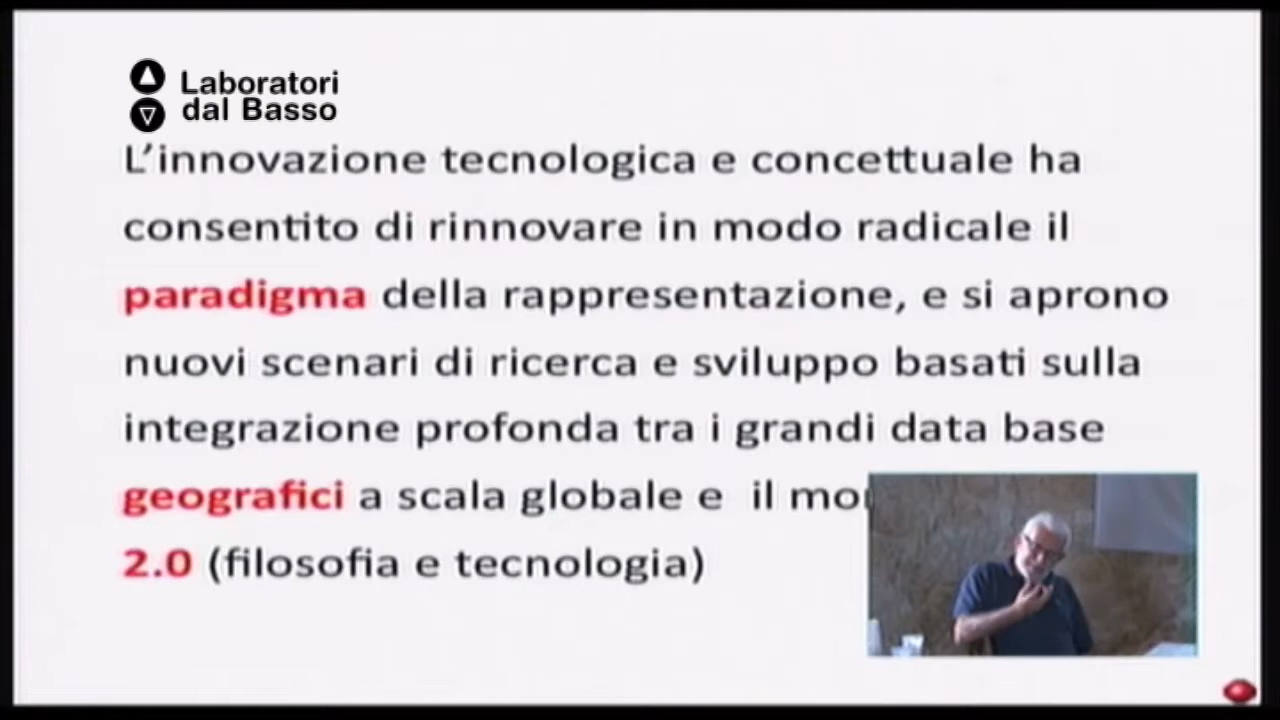 Laboratori
dal Basso
L'innovazione tecnologica e concettuale ha
consentito di rinnovare in modo radicale il
paradigma della rappresentazione, e si aprono
nuovi scenari di ricerca e sviluppo basati sulla
integrazione profonda tra i grandi data base
geografici a scala globale e il
2.0 (filosofia e tecnologia)